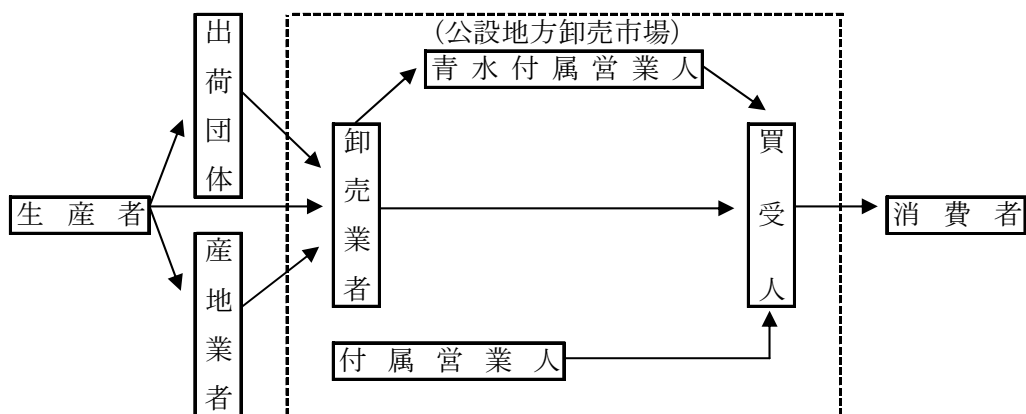 出荷団体
(公設地方卸売市場)
青水付属営業人
卸売業者
買受人
生産者
消費者
産地業者
付属営業人